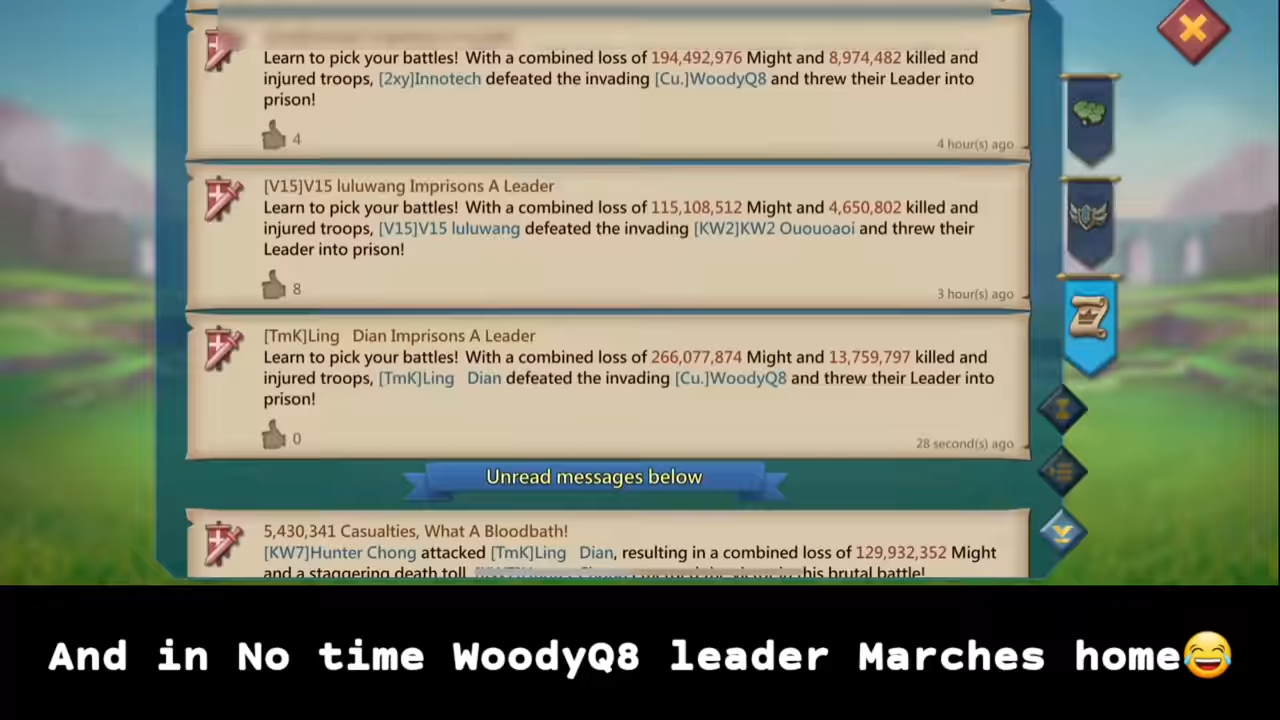 Learn to pick your battles! With a combined loss of 194,492,976 Might and 8,974,482 killed and
injured troops, [2xy]Innotech defeated the invading [Cu.]WoodyQ8 and threw their Leader into
prison!
4
4 hour(s) ago
[V15]V15 luluwang Imprisons A Leader
Learn to pick your battles! With a combined loss of 115,108,512 Might and 4,650,802 killed and
injured troops, [V15]V15 luluwang defeated the invading [KW2]KW2 Ououoaoi and threw their
Leader into prison!
8
3 hour(s) ago
[TmK]Ling Dian Imprisons A Leader
Learn to pick your battles! With a combined loss of 266,077,874 Might and 13,759,797 killed and
injured troops, [TmK]Ling Dian defeated the invading [Cu.]WoodyQ8 and threw their Leader into
prison!
0
28 second(s) ago
Unread messages below
5,430,341 Casualties, What A Bloodbath!
[KW7]Hunter Chong attacked [TmK]Ling Dian, resulting in a combined loss of 129,932,352 Might
and a staggering death toll. this brutal battle!
And in No time WoodyQ8 leader Marches home😂